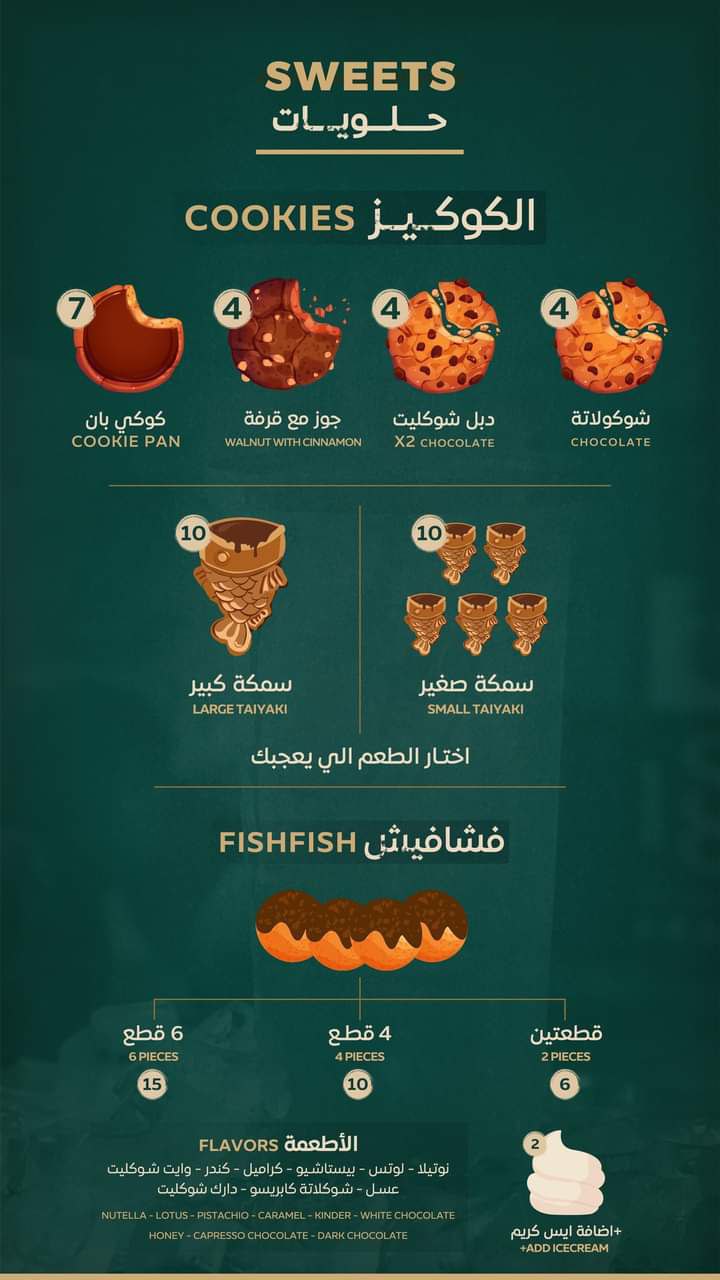 SWEETS
حـلـويـات
COOKIES الكوكـيـز
7
4
4
4
كوكي بان
جوز مع قرفة
دبل شوكليت
شوكولاتة
COOKIE PAN
WALNUT WITH CINNAMON
X2 CHOCOLATE
CHOCOLATE
10
10
سمكة كبير
سمكة صغير
LARGE TAIYAKI
SMALL TAIYAKI
اختار الطعم الي يعجبك
FISHFISH فشافيش
6 قطع
4 قطع
قطعتين
6 PIECES
4 PIECES
2 PIECES
15
10
6
FLAVORS الأطعمة
نوتيلا - لوتس - بيستاشيو - كراميل - كندر - وايت شوكليت
عسل - شوكلاتة كابريسو - دارك شوكليت
NUTELLA - LOTUS - PISTACHIO - CARAMEL - KINDER - WHITE CHOCOLATE
HONEY - CAPRESSO CHOCOLATE - DARK CHOCOLATE
2
+اضافة ايس كريم
+ADD ICECREAM